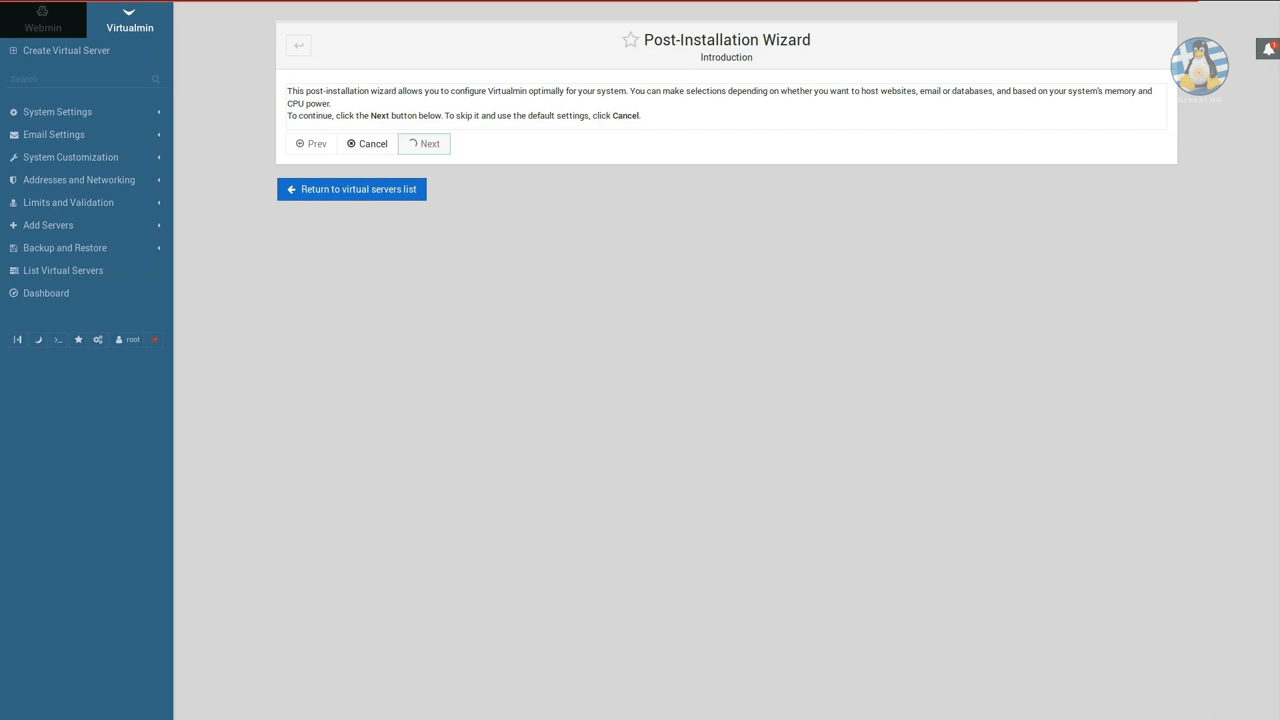 Webmin
Virtualmin
Create Virtual Server
Search
System Settings
Email Settings
System Customization
Addresses and Networking
Limits and Validation
Add Servers
Backup and Restore
List Virtual Servers
Dashboard
root
Post-Installation Wizard
Introduction
This post-installation wizard allows you to configure Virtualmin optimally for your system. You can make selections depending on whether you want to host websites, email or databases, and based on your system's memory and
CPU power.
To continue, click the Next button below. To skip it and use the default settings, click Cancel.
Prev
Cancel
Next
Return to virtual servers list
GreekLUG
1